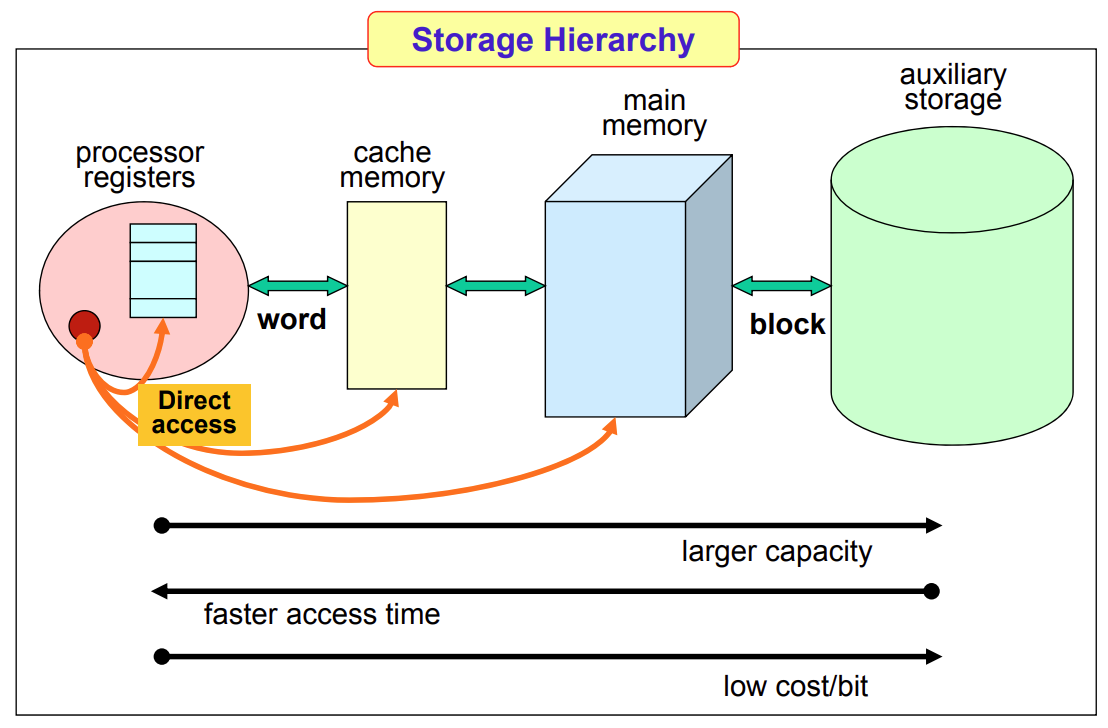 Storage Hierarchy
auxiliary
storage
main
memory
processor
registers
cache
memory
word
block
Direct
access
larger capacity
faster access time
low cost/bit